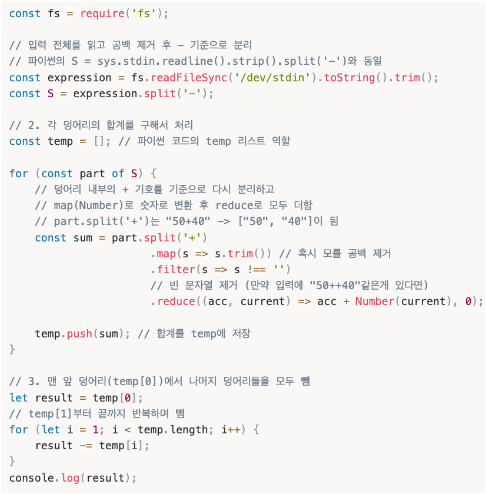 const fs = require('fs');
// 입력 전체를 읽고 공백 제거 후 - 기준으로 분리
// 파이썬의 S = sys.stdin.readline().strip().split('-')와 동일
const expression = fs.readFileSync('/dev/stdin').toString().trim();
const S = expression.split('-');
// 2. 각 덩어리의 합계를 구해서 처리
const temp = []; // 파이썬 코드의 temp 리스트 역할
for (const part of S) {
// 덩어리 내부의 + 기호를 기준으로 다시 분리하고
// map(Number)로 숫자로 변환 후 reduce로 모두 더함
// part.split('+')는 "50+40" -> ["50", "40"]이 됨
const sum = part.split('+')
.map(s => s.trim()) // 혹시 모를 공백 제거
.filter(s => s !== '')
// 빈 문자열 제거 (만약 입력에 "50++40"같은게 있다면)
.reduce((acc, current) => acc + Number(current), 0);
temp.push(sum); // 합계를 temp에 저장
}
// 3. 맨 앞 덩어리(temp[0])에서 나머지 덩어리들을 모두 뺌
let result = temp[0];
// temp[1]부터 끝까지 반복하며 뺌
for (let i = 1; i < temp.length; i++) {
result -= temp[i];
}
console.log(result);